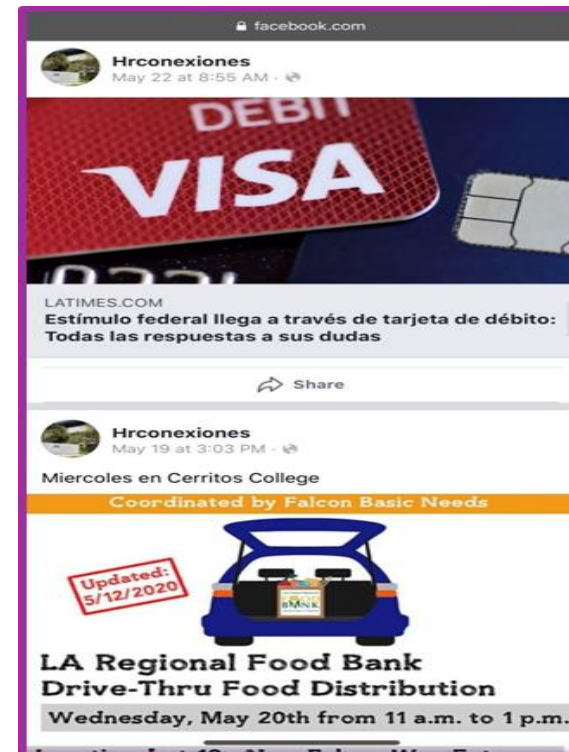 facebook.com
Hrconexiones
May 22 at 8:55 AM ·
DEBIT
VISA
LATIMES.COM
Estímulo federal llega a través de tarjeta de débito:
Todas las respuestas a sus dudas
Share
Hrconexiones
May 19 at 3:03 PM ·
Miercoles en Cerritos College
Coordinated by Falcon Basic Needs
Updated:
5/12/2020
FOOD
BANK
LA Regional Food Bank
Drive-Thru Food Distribution
Wednesday, May 20th from 11 a.m. to 1 p.m.